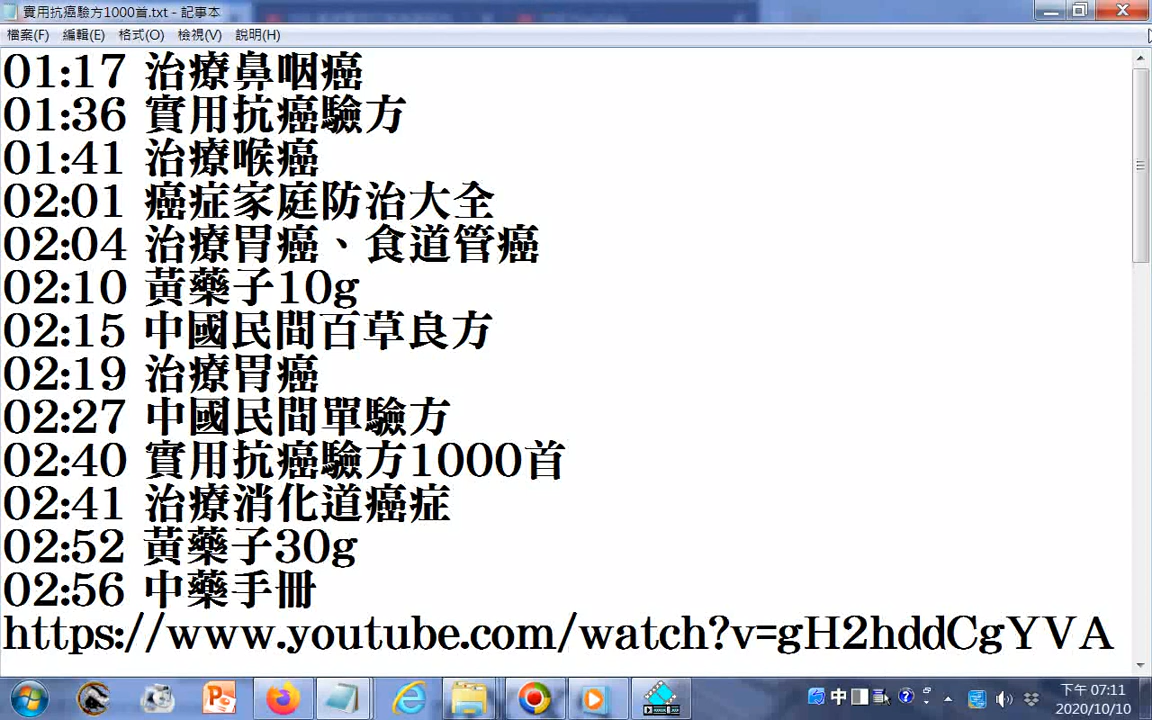 實用抗癌驗方1000首.txt - 記事本
檔案(F) 編輯(E) 格式(O) 檢視(V) 說明(H)
01:17 治療鼻咽癌
01:36 實用抗癌驗方
01:41 治療喉癌
02:01 癌症家庭防治大全
02:04 治療胃癌、食道管癌
02:10 黃藥子10g
02:15 中國民間百草良方
02:19 治療胃癌
02:27 中國民間單驗方
02:40 實用抗癌驗方1000首
02:41 治療消化道癌症
02:52 黃藥子30g
02:56 中藥手冊
https://www.youtube.com/watch?v=gH2hddCgYVA
中
下午 07:11
2020/10/10